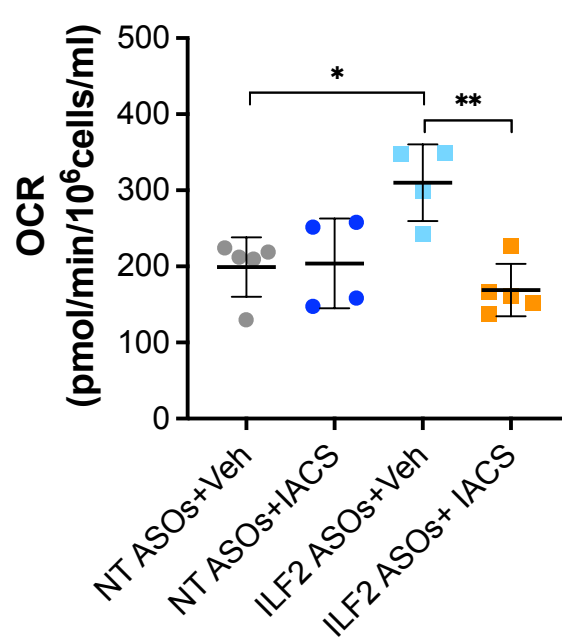 OCR
(pmol/min/10⁶cells/ml)
500
400
300
200
100
0
*
**
NT ASOs+Veh
NT ASOs+IACS
ILF2 ASOs+Veh
ILF2 ASOs+ IACS